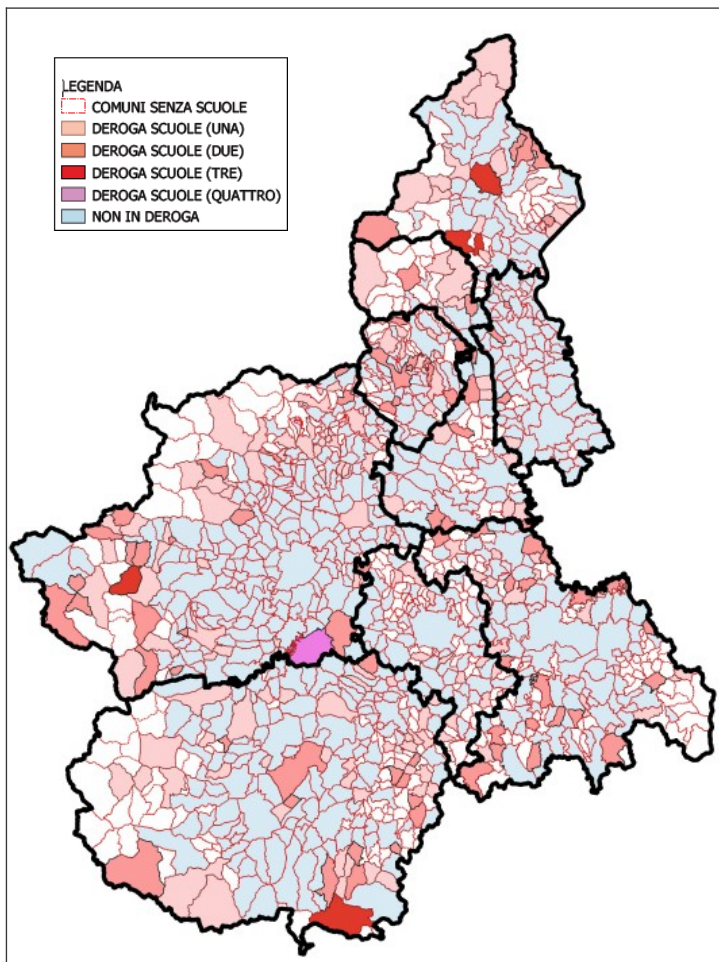 LEGENDA
COMUNI SENZA SCUOLE
DEROGA SCUOLE (UNA)
DEROGA SCUOLE (DUE)
DEROGA SCUOLE (TRE)
DEROGA SCUOLE (QUATTRO)
NON IN DEROGA